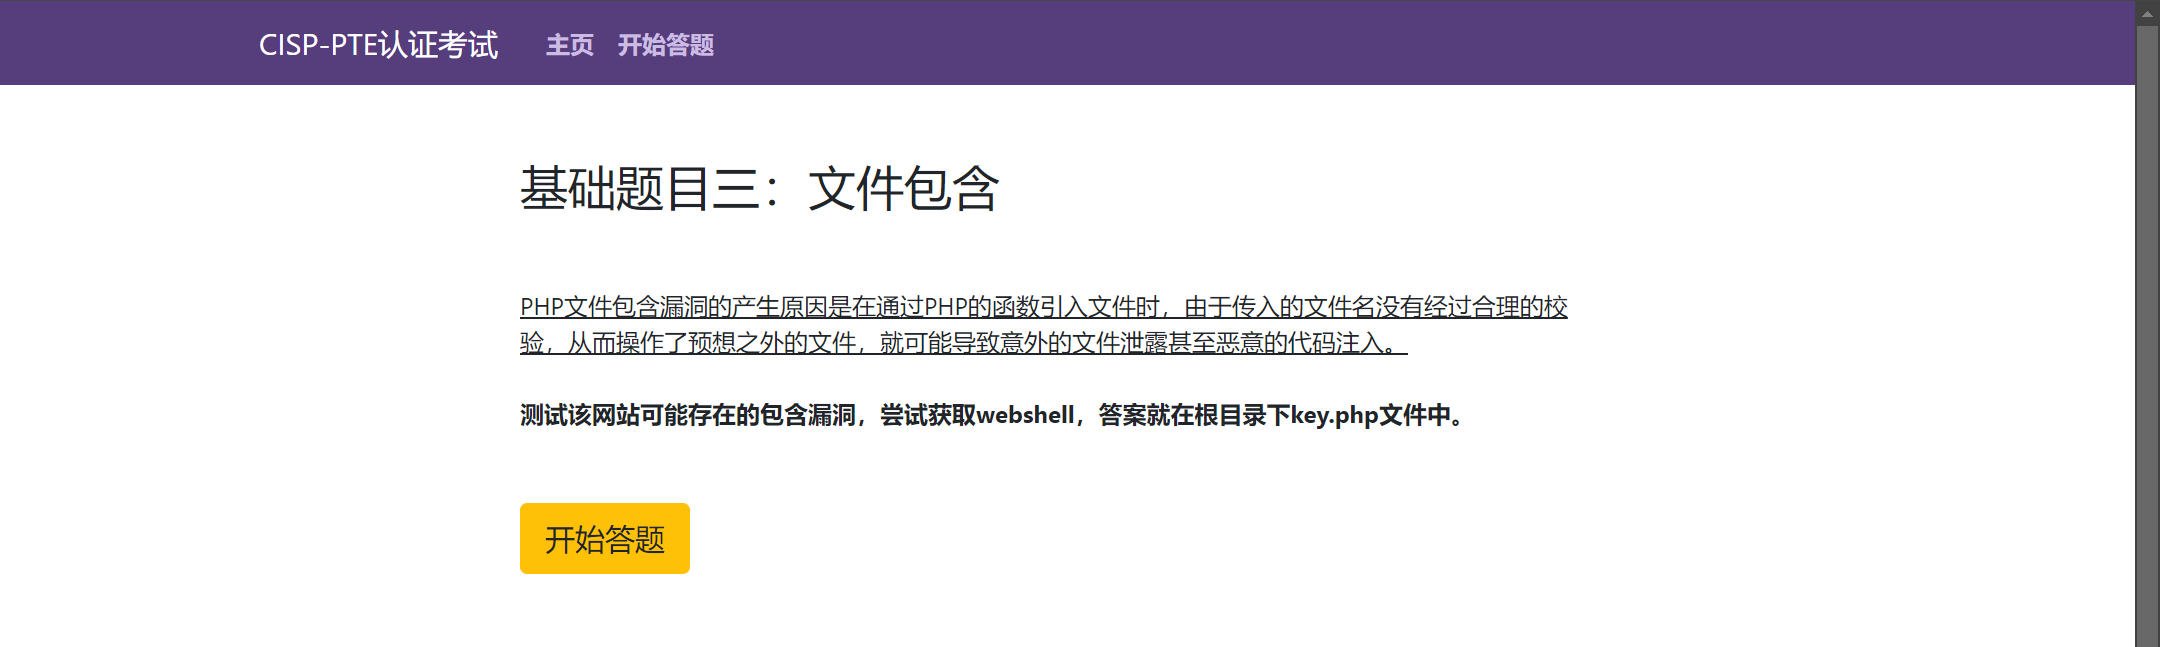 CISP-PTE认证考试 主页 开始答题
基础题目三：文件包含
PHP文件包含漏洞的产生原因是在通过PHP的函数引入文件时，由于传入的文件名没有经过合理的校
验，从而操作了预想之外的文件，就可能导致意外的文件泄露甚至恶意的代码注入。
测试该网站可能存在的包含漏洞，尝试获取webshell，答案就在根目录下key.php文件中。
开始答题